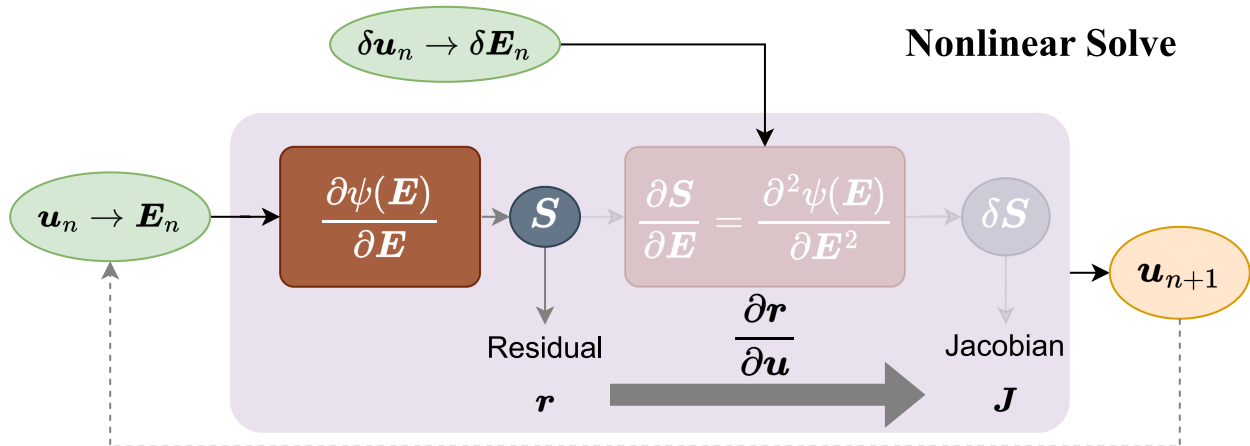 δu_n → δE_n
Nonlinear Solve
u_n → E_n
∂ψ(E)/∂E
S
∂S/∂E = ∂²ψ(E)/∂E²
δS
u_{n+1}
Residual
∂r/∂u
Jacobian
r
J